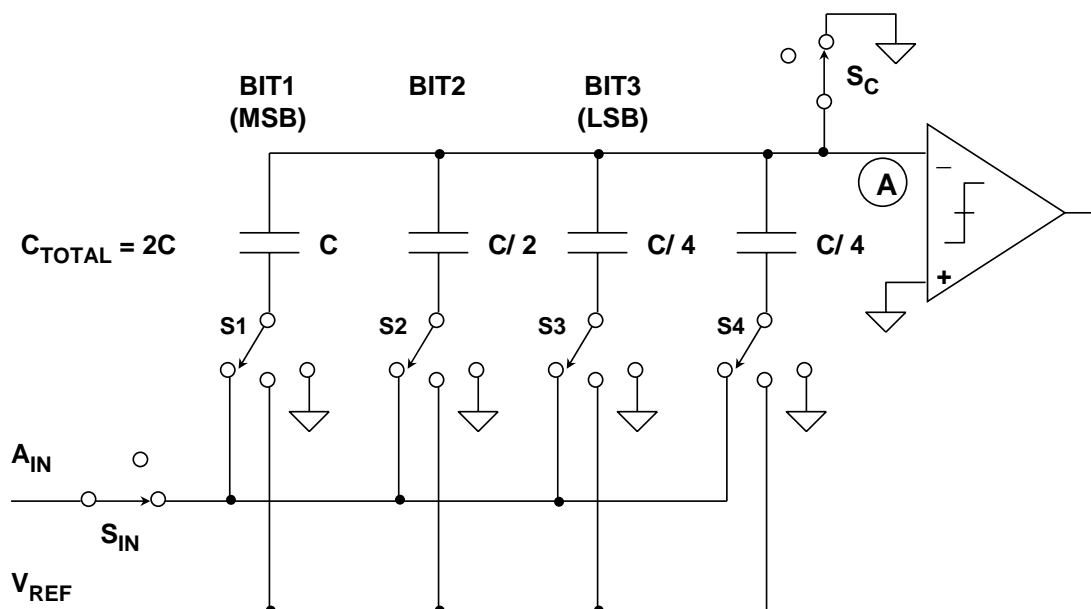 S_C
BIT1
(MSB)
BIT2
BIT3
(LSB)
A
−
+
C_TOTAL = 2C
C
C/ 2
C/ 4
C/ 4
S1
S2
S3
S4
A_IN
S_IN
V_REF